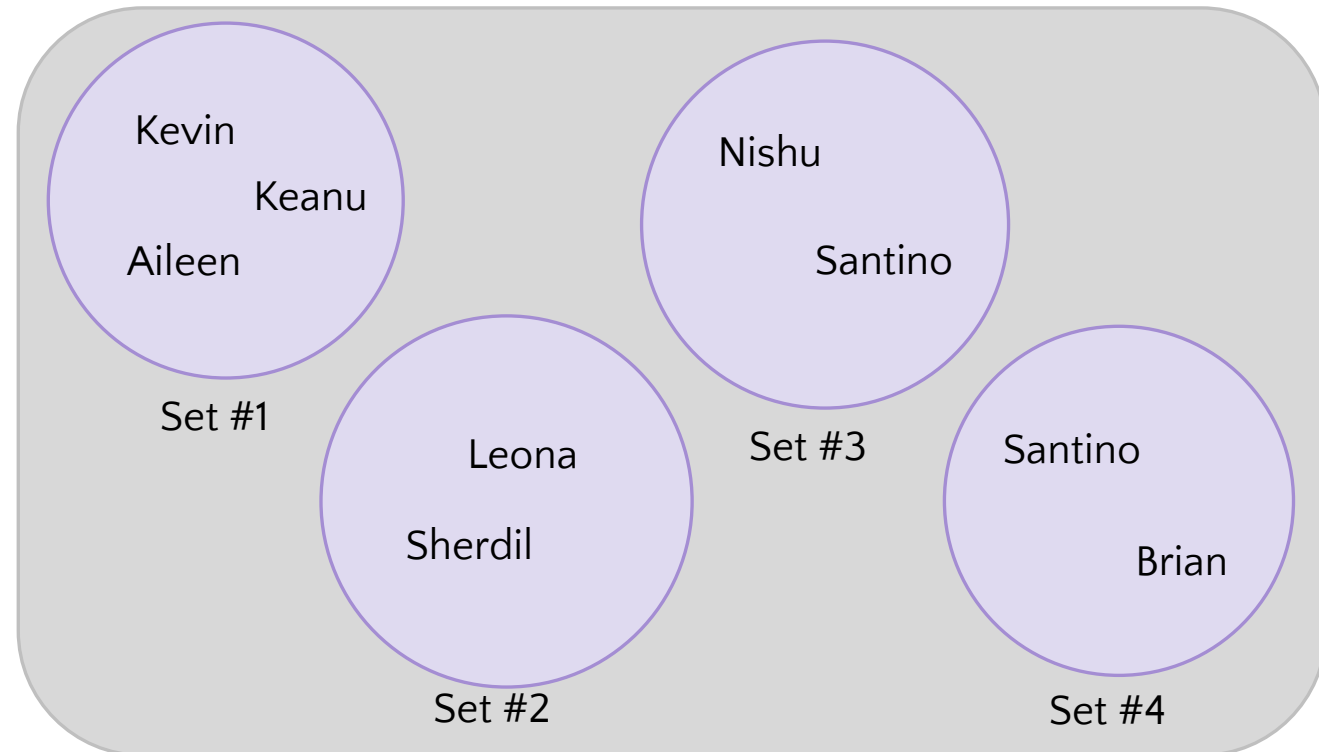 Kevin
Keanu
Aileen
Set #1
Leona
Sherdil
Set #2
Nishu
Santino
Set #3
Santino
Brian
Set #4